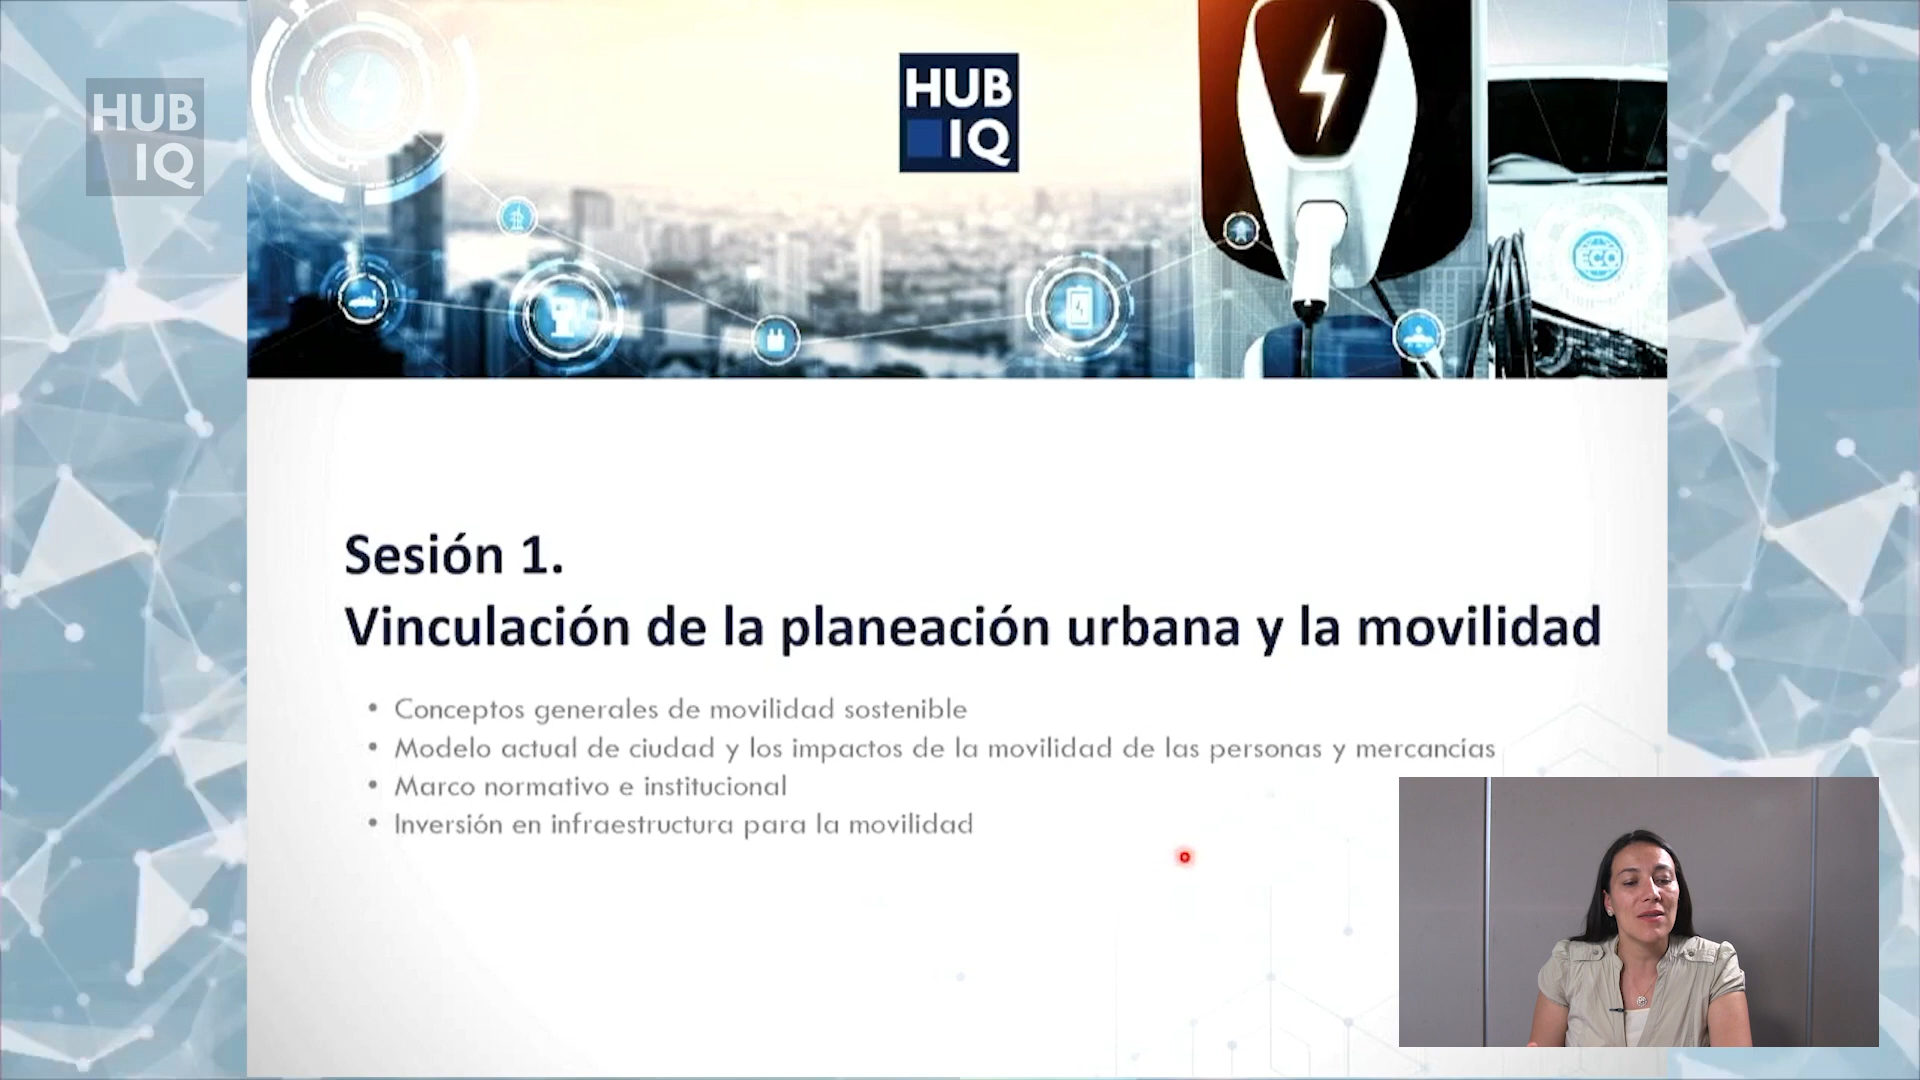 HUB
IQ
HUB
IQ
ECO
Sesión 1.
Vinculación de la planeación urbana y la movilidad
• Conceptos generales de movilidad sostenible
• Modelo actual de ciudad y los impactos de la movilidad de las personas y mercancías
• Marco normativo e institucional
• Inversión en infraestructura para la movilidad